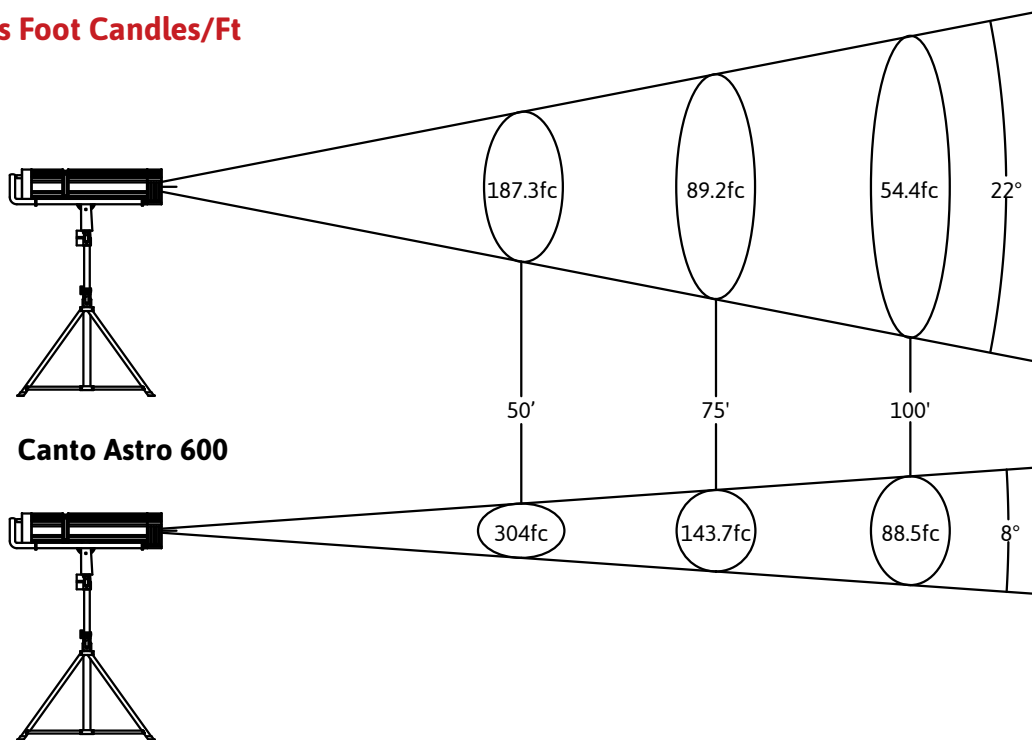 s Foot Candles/Ft
187.3fc 89.2fc 54.4fc 22°
50’ 75' 100'
Canto Astro 600
304fc 143.7fc 88.5fc 8°